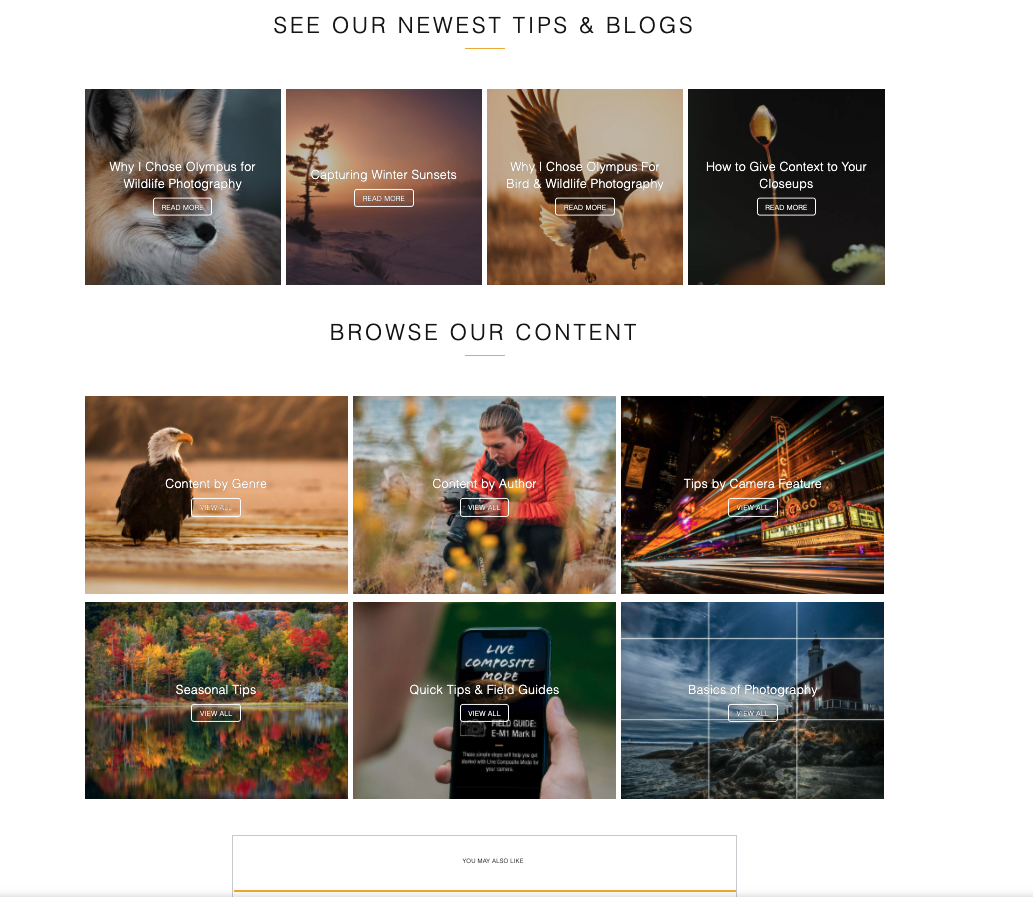 SEE OUR NEWEST TIPS & BLOGS
Why I Chose Olympus for
Wildlife Photography
READ MORE
Capturing Winter Sunsets
READ MORE
Why I Chose Olympus For
Bird & Wildlife Photography
READ MORE
How to Give Context to Your
Closeups
READ MORE
BROWSE OUR CONTENT
Content by Genre
VIEW ALL
Content by Author
VIEW ALL
Tips by Camera Feature
VIEW ALL
CHICAGO
CAGO
Seasonal Tips
VIEW ALL
LIVE
COMPOSITE
MODE
Quick Tips & Field Guides
VIEW ALL
FIELD GUIDE:
E-M1 Mark II
These simple steps will help you get
started with Live Composite Mode for
your camera.
Basics of Photography
VIEW ALL
YOU MAY ALSO LIKE